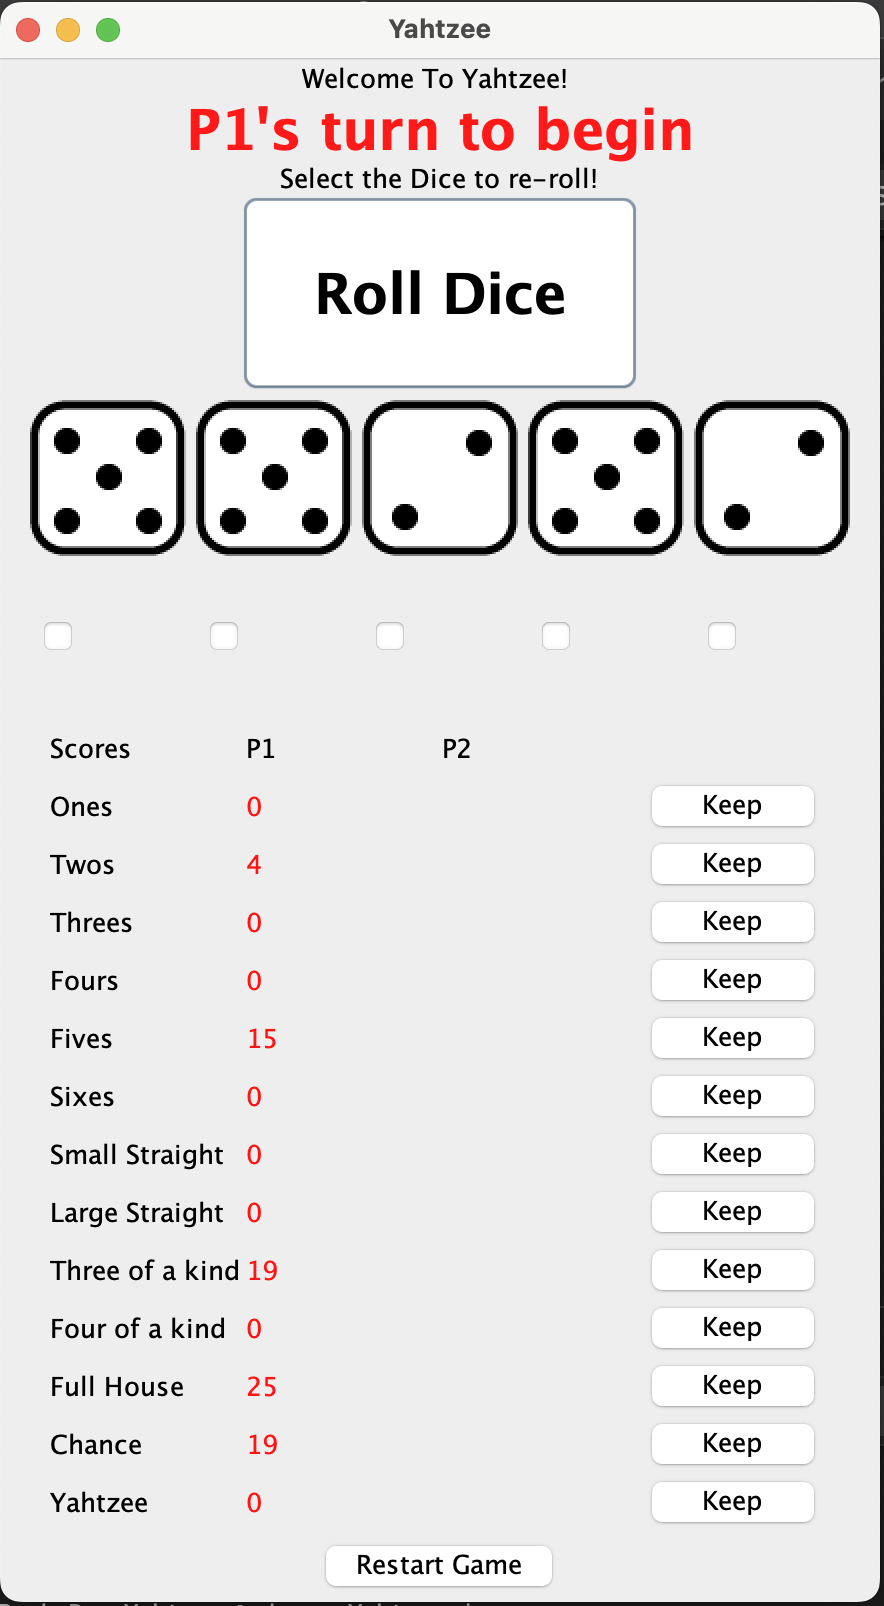 Yahtzee
Welcome To Yahtzee!
P1's turn to begin
Select the Dice to re-roll!
Roll Dice
Scores P1 P2
Ones 0 Keep
Twos 4 Keep
Threes 0 Keep
Fours 0 Keep
Fives 15 Keep
Sixes 0 Keep
Small Straight 0 Keep
Large Straight 0 Keep
Three of a kind 19 Keep
Four of a kind 0 Keep
Full House 25 Keep
Chance 19 Keep
Yahtzee 0 Keep
Restart Game